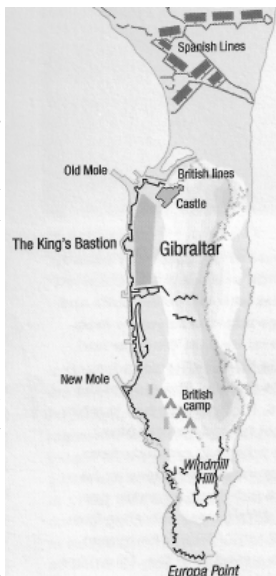 Spanish Lines
Old Mole
British lines
Castle
The King's Bastion
Gibraltar
New Mole
British
camp
Windmill
Hill
Europa Point